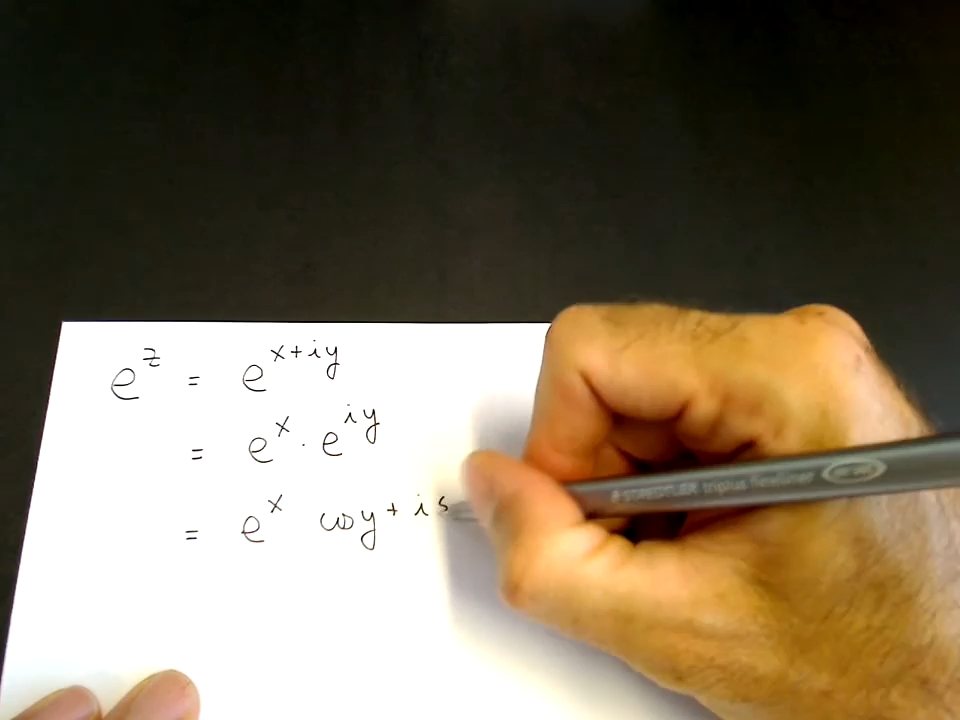 e^z = e^{x+iy}
= e^x · e^{iy}
= e^x cos y + i s
STAEDTLER triplus fineliner